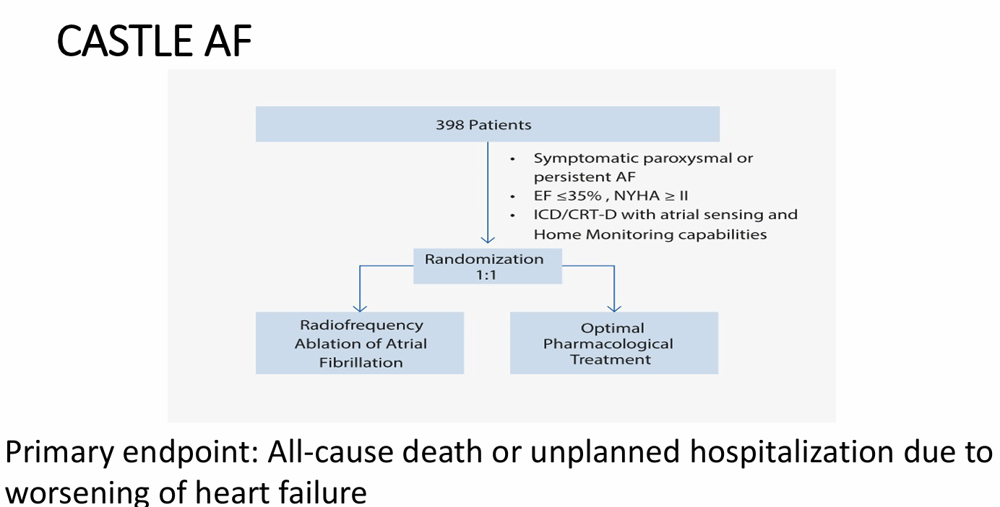 CASTLE AF
398 Patients
• Symptomatic paroxysmal or
persistent AF
• EF ≤35% , NYHA ≥ II
• ICD/CRT-D with atrial sensing and
Home Monitoring capabilities
Randomization
1:1
Radiofrequency
Ablation of Atrial
Fibrillation
Optimal
Pharmacological
Treatment
Primary endpoint: All-cause death or unplanned hospitalization due to
worsening of heart failure